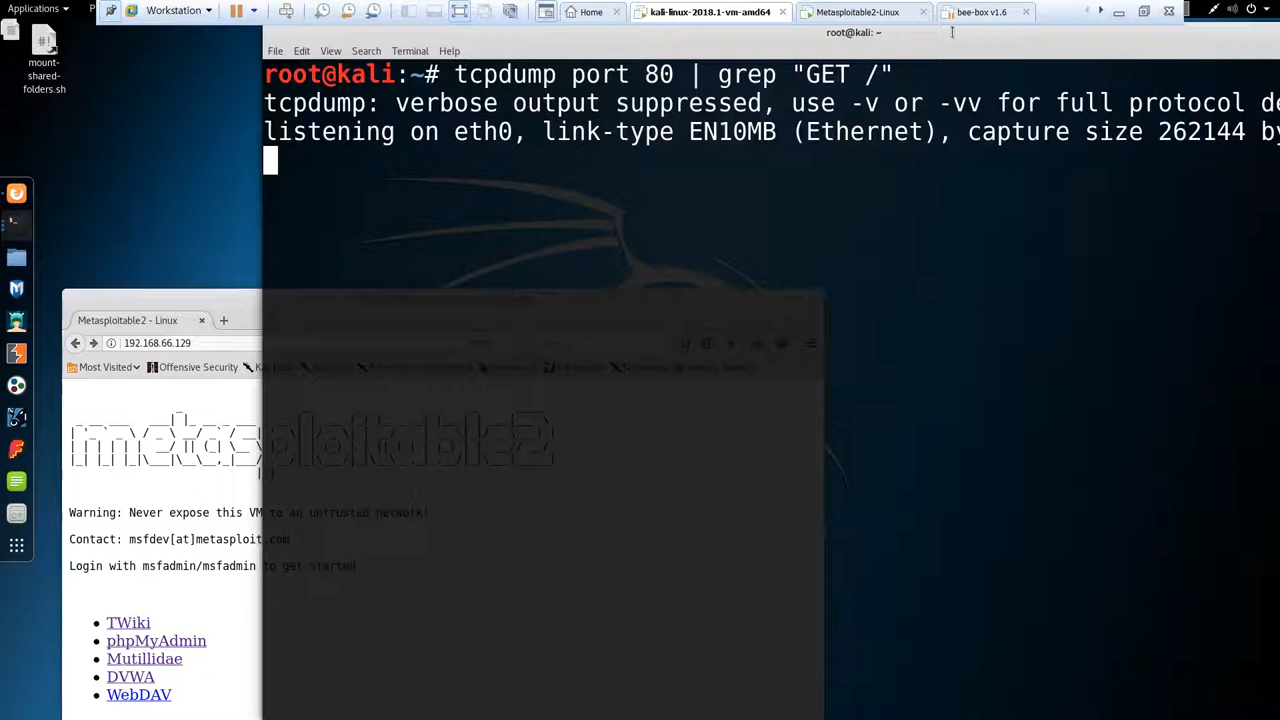 Applications
P
Workstation
Home
kali-linux-2018.1-vm-amd64
Metasploitable2-Linux
bee-box v1.6
root@kali: ~
#!
mount-
shared-
folders.sh
File Edit View Search Terminal Help
root@kali:~# tcpdump port 80 | grep "GET /"
tcpdump: verbose output suppressed, use -v or -vv for full protocol de
listening on eth0, link-type EN10MB (Ethernet), capture size 262144 by
Metasploitable2 - Linux
192.168.66.129
Most Visited Offensive Security
metasploitable2
Warning: Never expose this VM to an untrusted network!
Contact: msfdev[at]metasploit.com
Login with msfadmin/msfadmin to get started
TWiki
phpMyAdmin
Mutillidae
DVWA
WebDAV